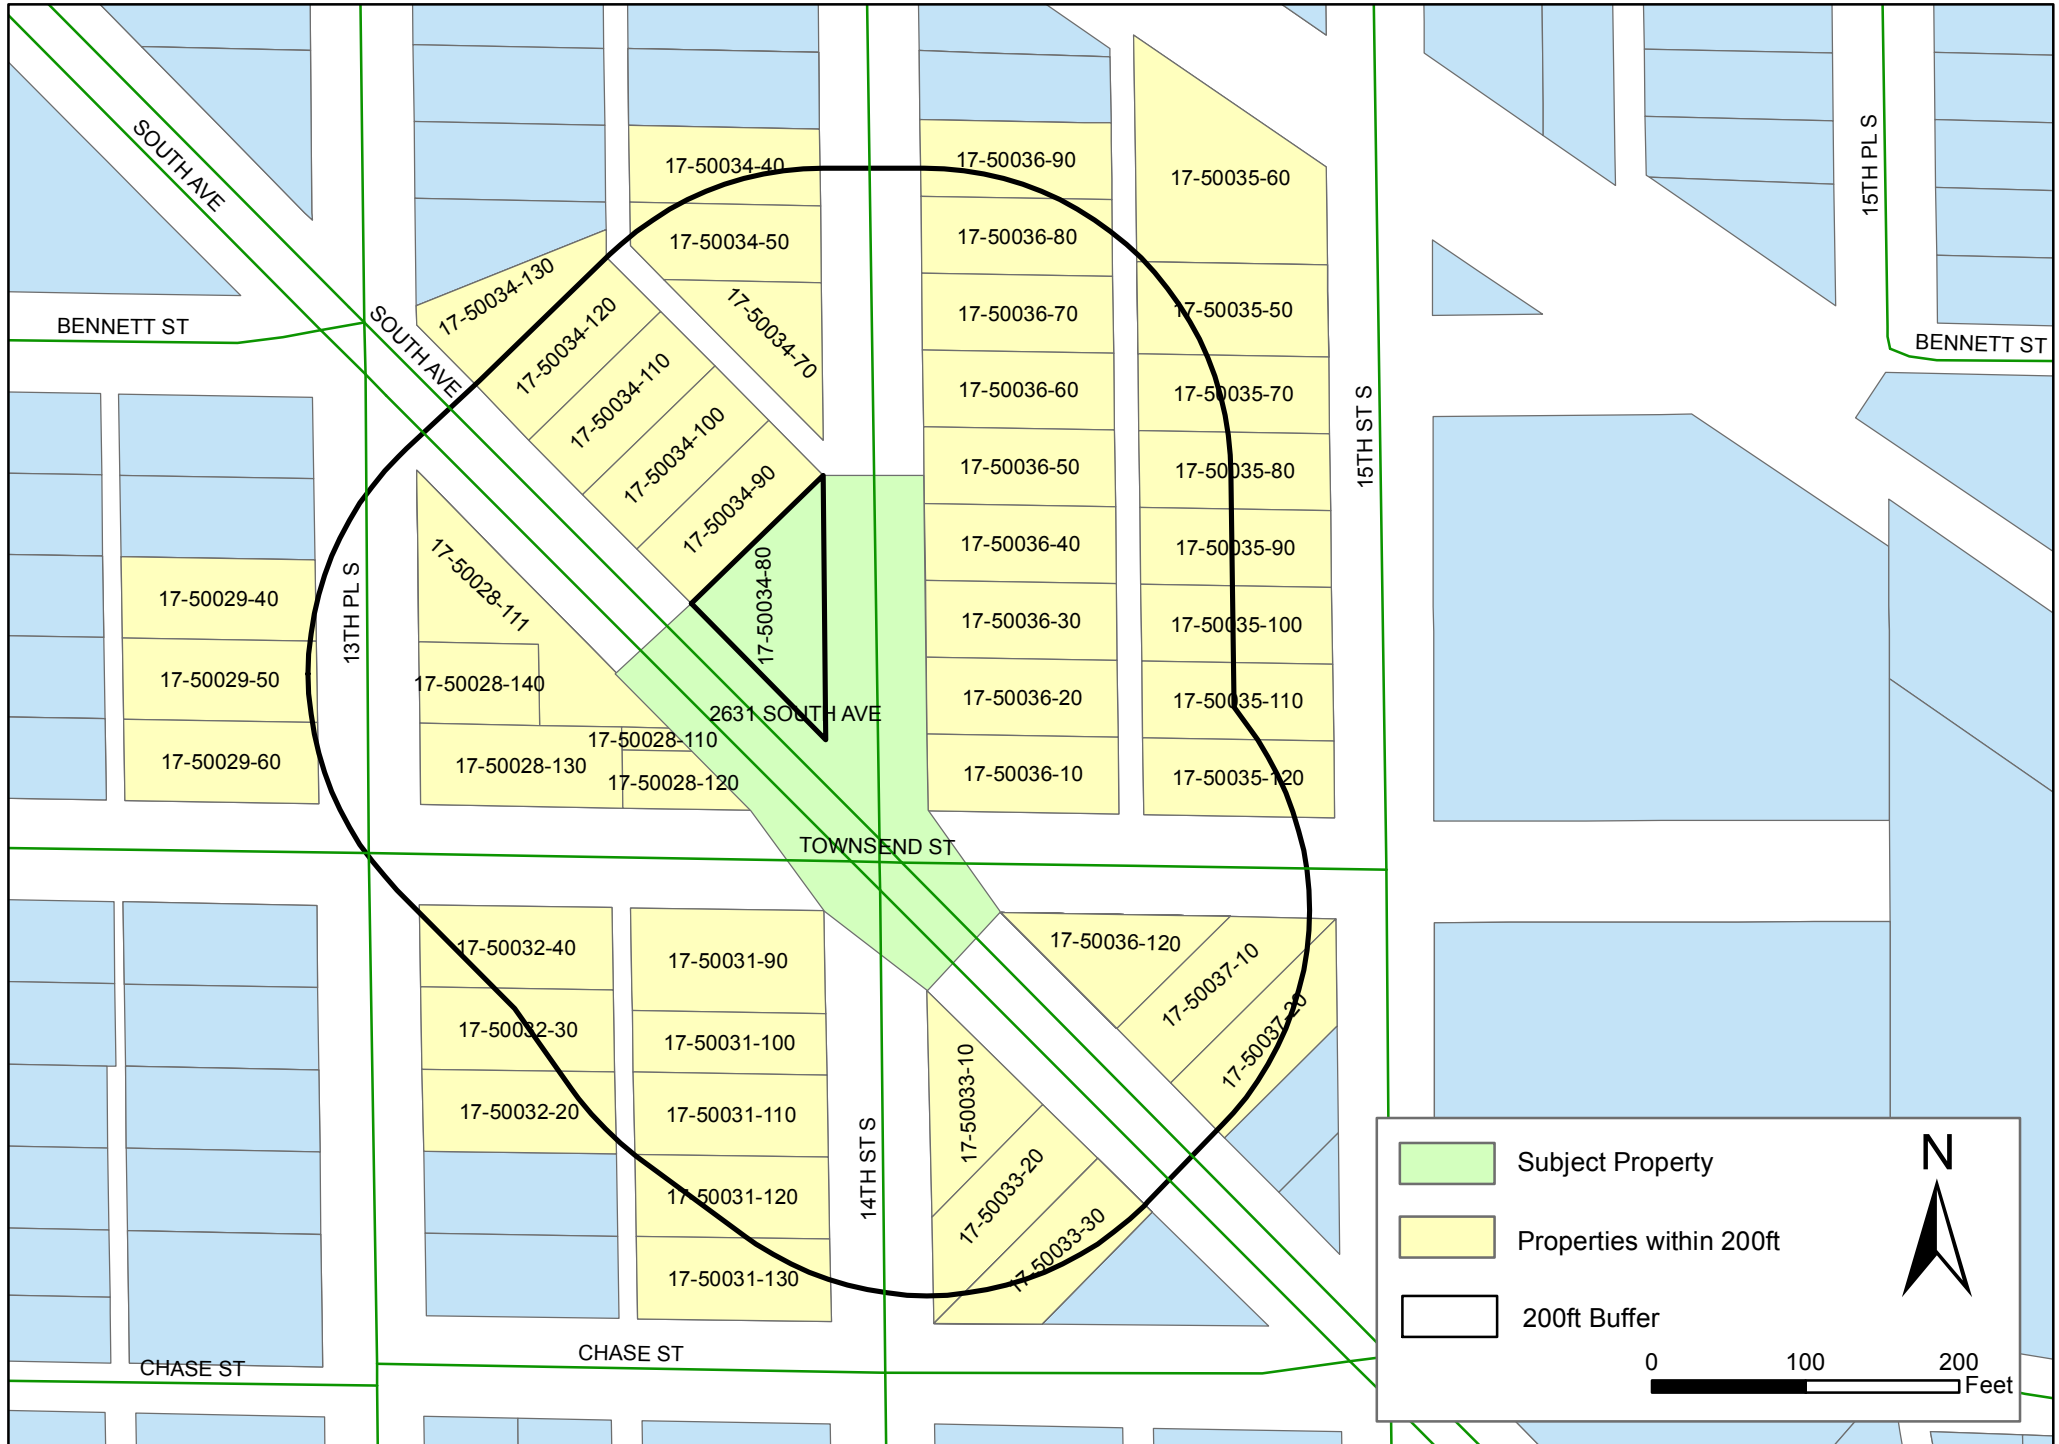 SOUTH AVE
15TH PL S
17-50034-40
17-50036-90
17-50035-60
17-50034-50
17-50036-80
17-50034-130
17-50034-120
17-50034-70
17-50036-70
17-50035-50
BENNETT ST
SOUTH AVE
BENNETT ST
17-50034-110
17-50036-60
17-50035-70
17-50034-100
15TH ST S
17-50036-50
17-50035-80
17-50034-90
17-50036-40
17-50035-90
17-50028-111
17-50029-40
13TH PL S
17-50034-80
17-50036-30
17-50035-100
17-50029-50
17-50028-140
17-50036-20
17-50035-110
2631 SOUTH AVE
17-50028-110
17-50029-60
17-50028-130
17-50028-120
17-50036-10
17-50035-120
TOWNSEND ST
17-50032-40
17-50031-90
17-50036-120
17-50037-10
17-50032-30
17-50031-100
17-50037-20
17-50033-10
17-50032-20
17-50031-110
14TH ST S
17-50031-120
17-50033-20
17-50033-30
17-50031-130
CHASE ST
CHASE ST
N
Subject Property
Properties within 200ft
200ft Buffer
0 100 200
Feet